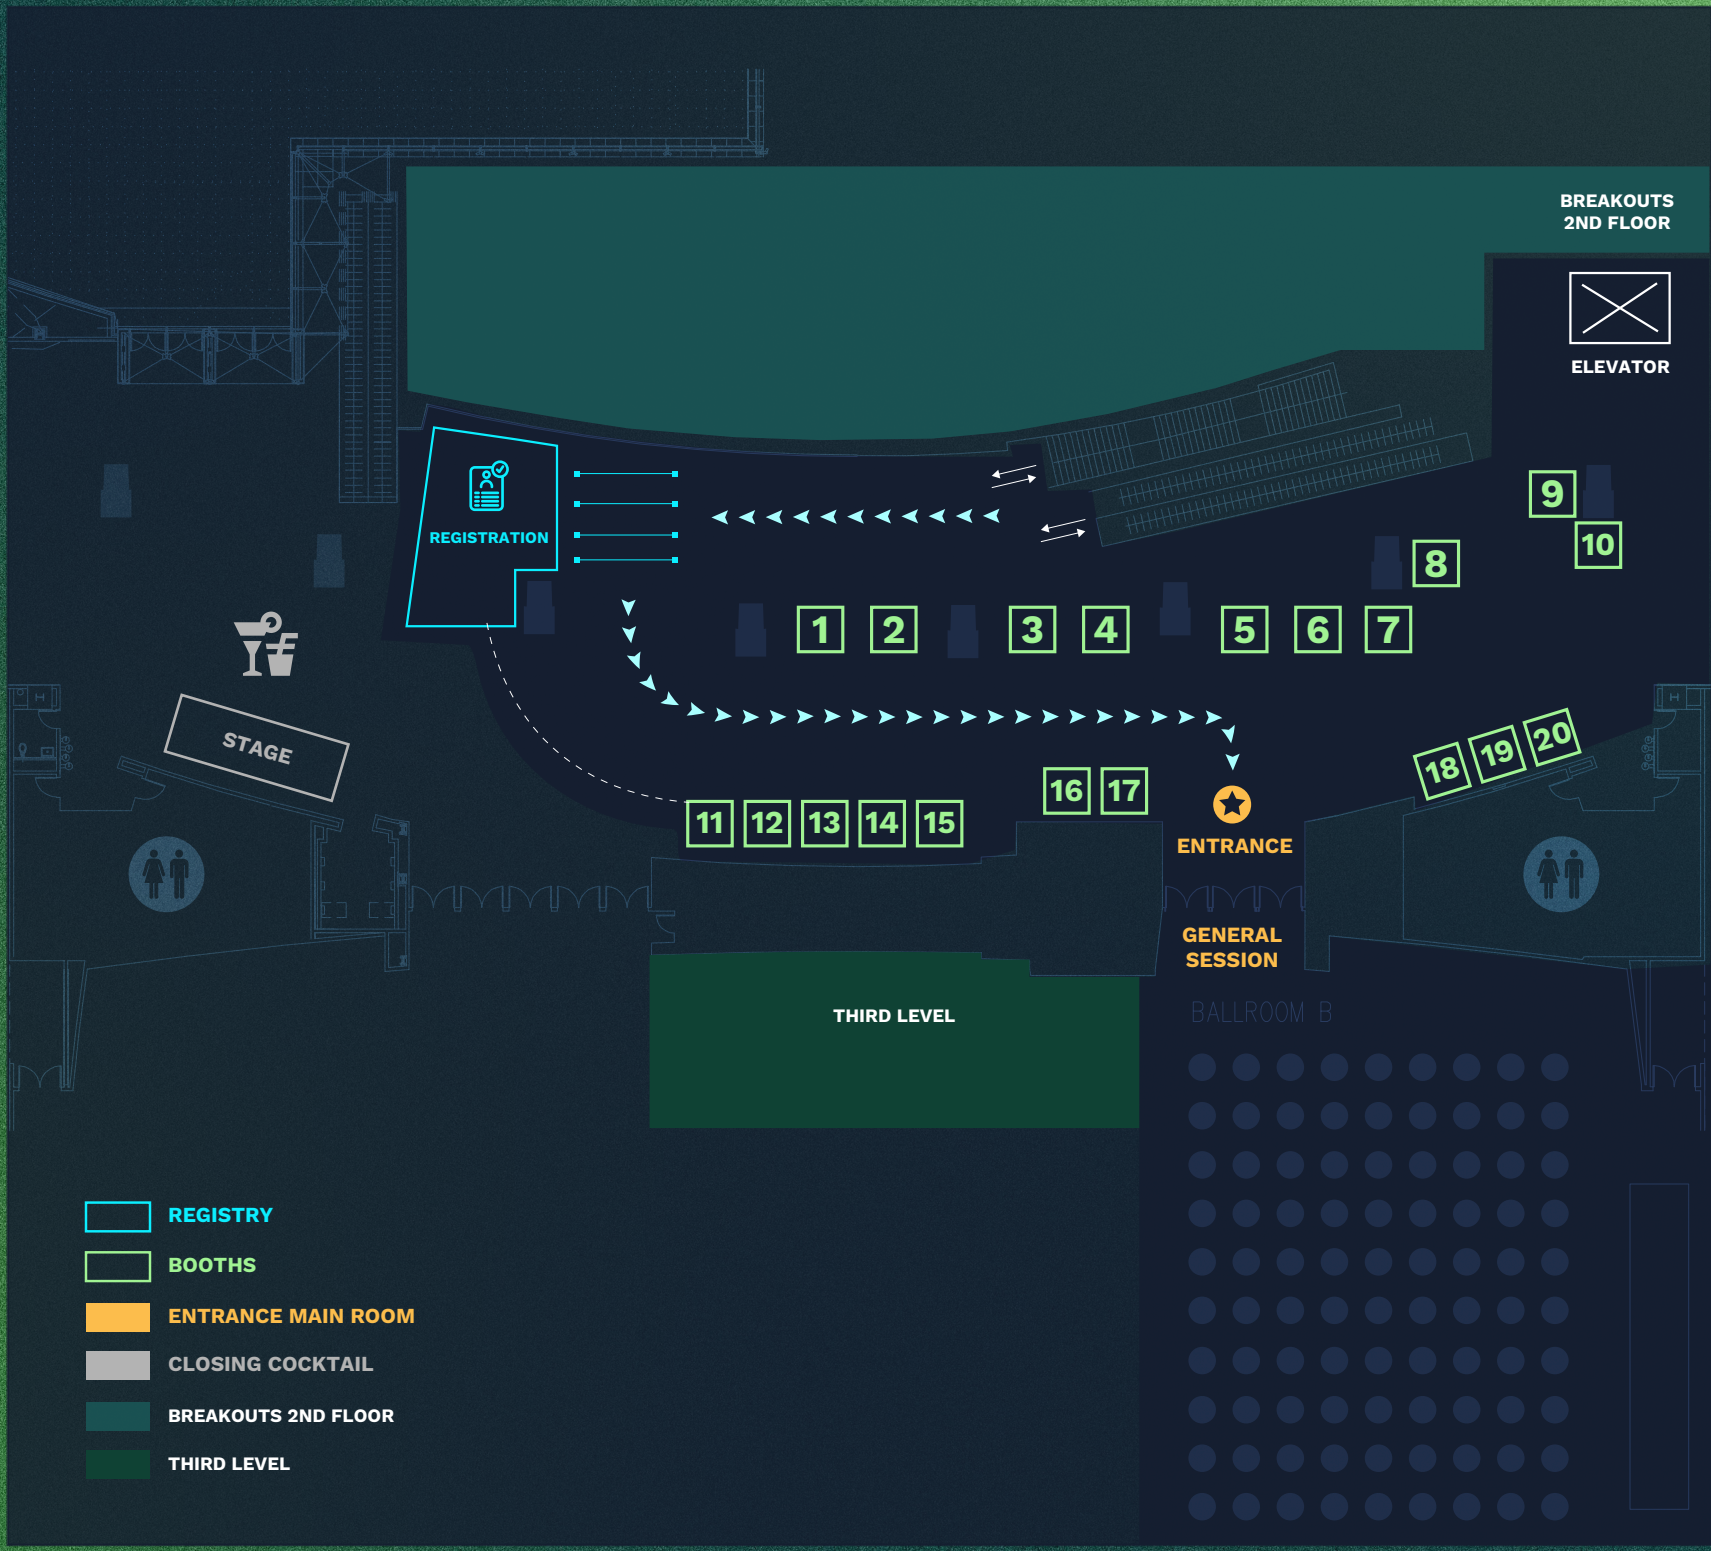 BREAKOUTS
2ND FLOOR
ELEVATOR
REGISTRATION
9
10
8
1
2
3
4
5
6
7
STAGE
18
19
20
16
17
11
12
13
14
15
ENTRANCE
GENERAL
SESSION
BALLROOM B
THIRD LEVEL
REGISTRY
BOOTHS
ENTRANCE MAIN ROOM
CLOSING COCKTAIL
BREAKOUTS 2ND FLOOR
THIRD LEVEL